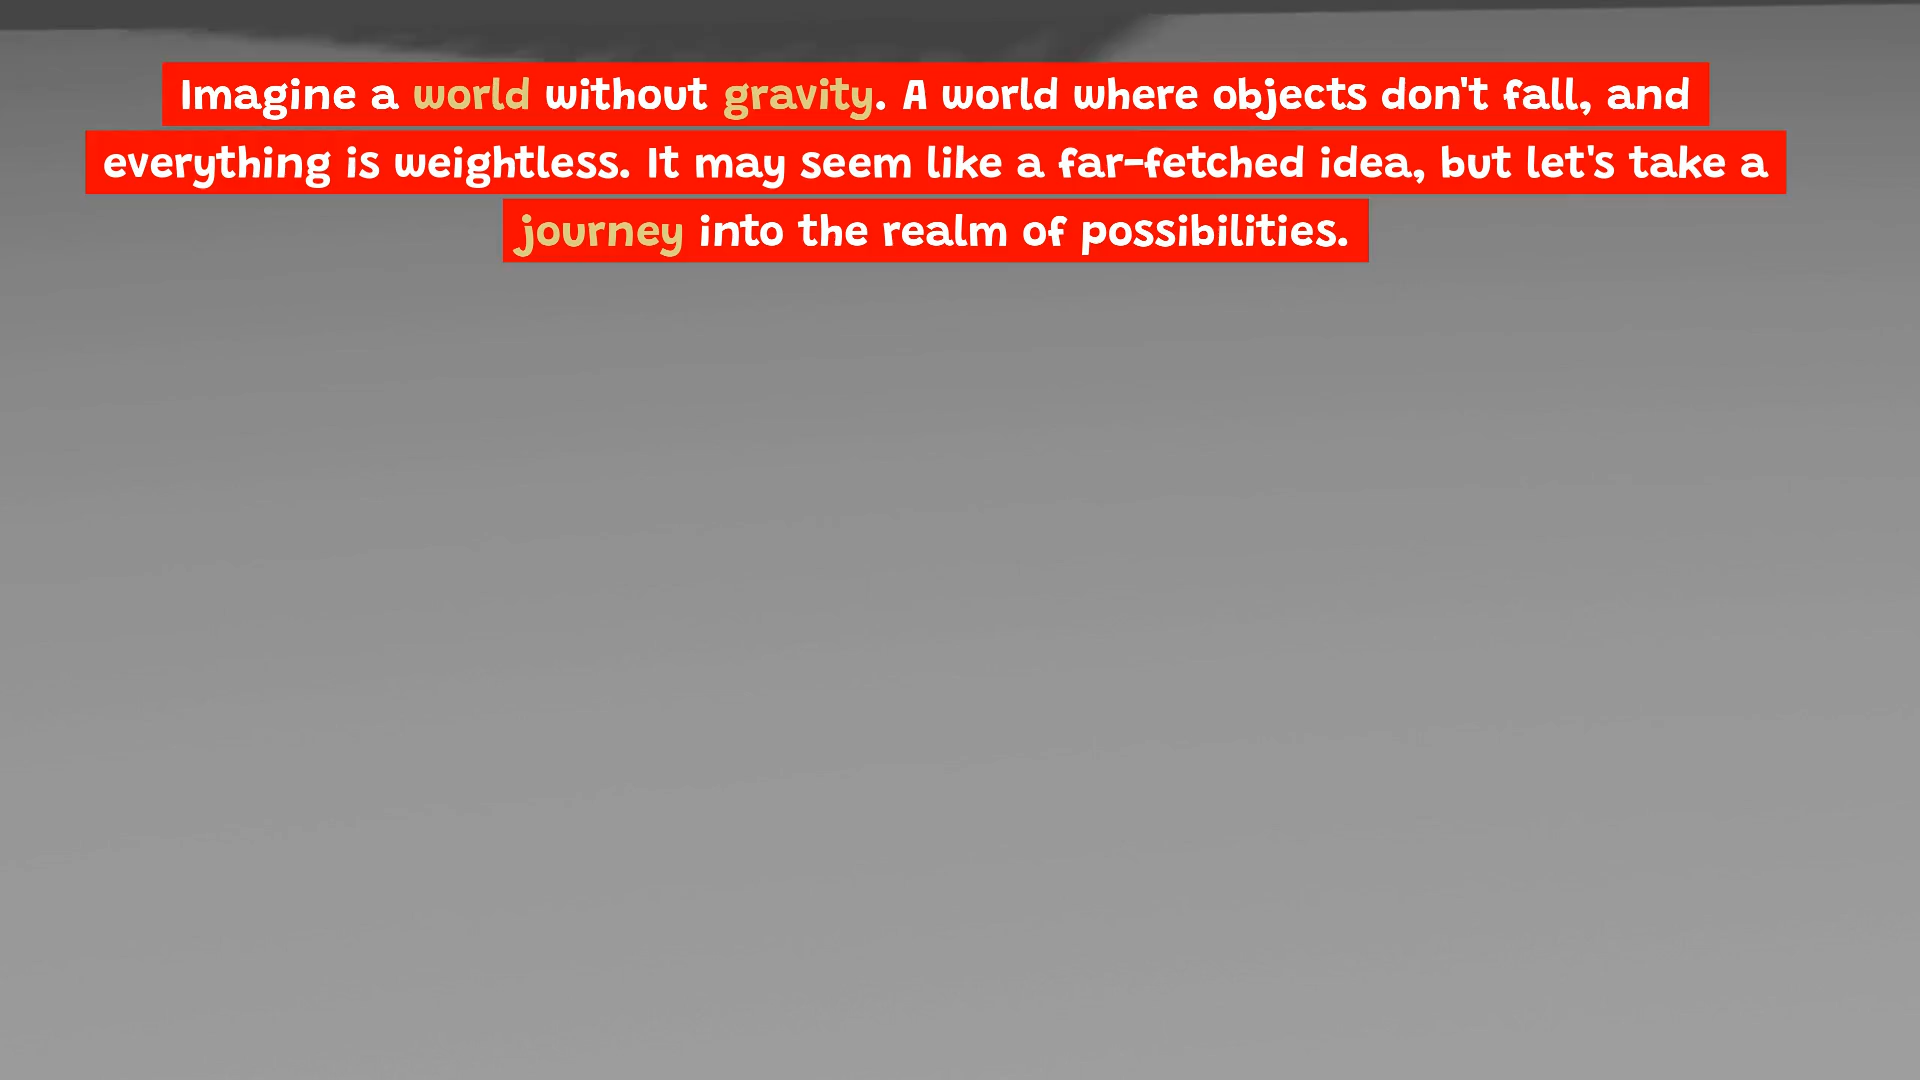 Imagine a world without gravity. A world where objects don't fall, and
everything is weightless. It may seem like a far-fetched idea, but let's take a
journey into the realm of possibilities.